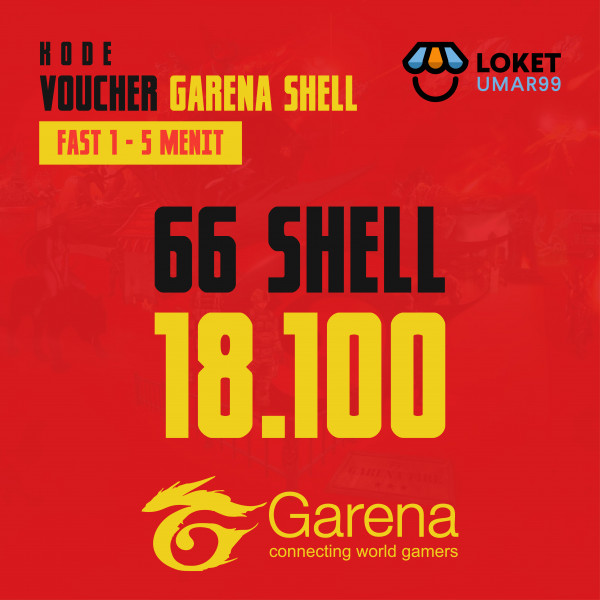 KODE
VOUCHER GARENA SHELL
FAST 1 - 5 MENIT
LOKET
UMAR99
66 SHELL
18.100
Garena
connecting world gamers